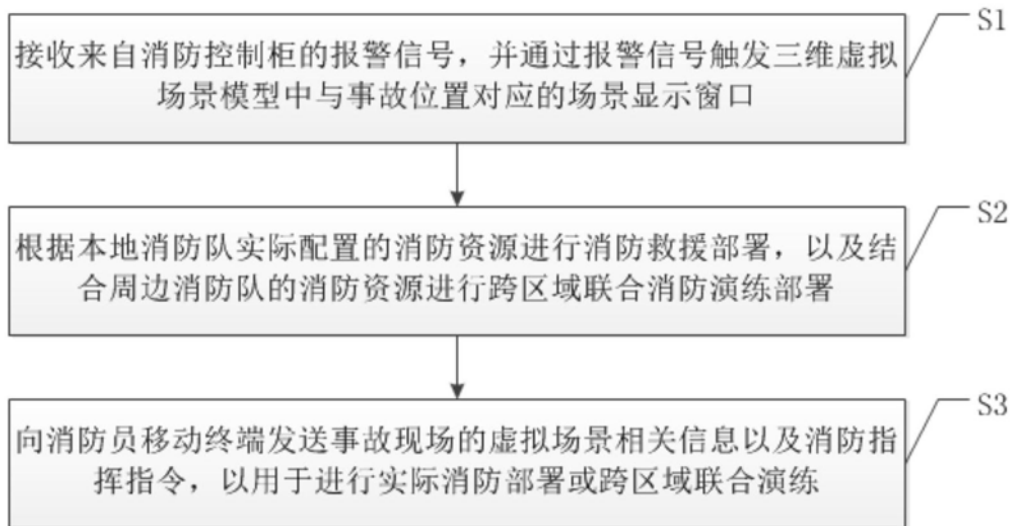 S1
接收来自消防控制柜的报警信号，并通过报警信号触发三维虚拟
场景模型中与事故位置对应的场景显示窗口
S2
根据本地消防队实际配置的消防资源进行消防救援部署，以及结
合周边消防队的消防资源进行跨区域联合消防演练部署
S3
向消防员移动终端发送事故现场的虚拟场景相关信息以及消防指
挥指令，以用于进行实际消防部署或跨区域联合演练